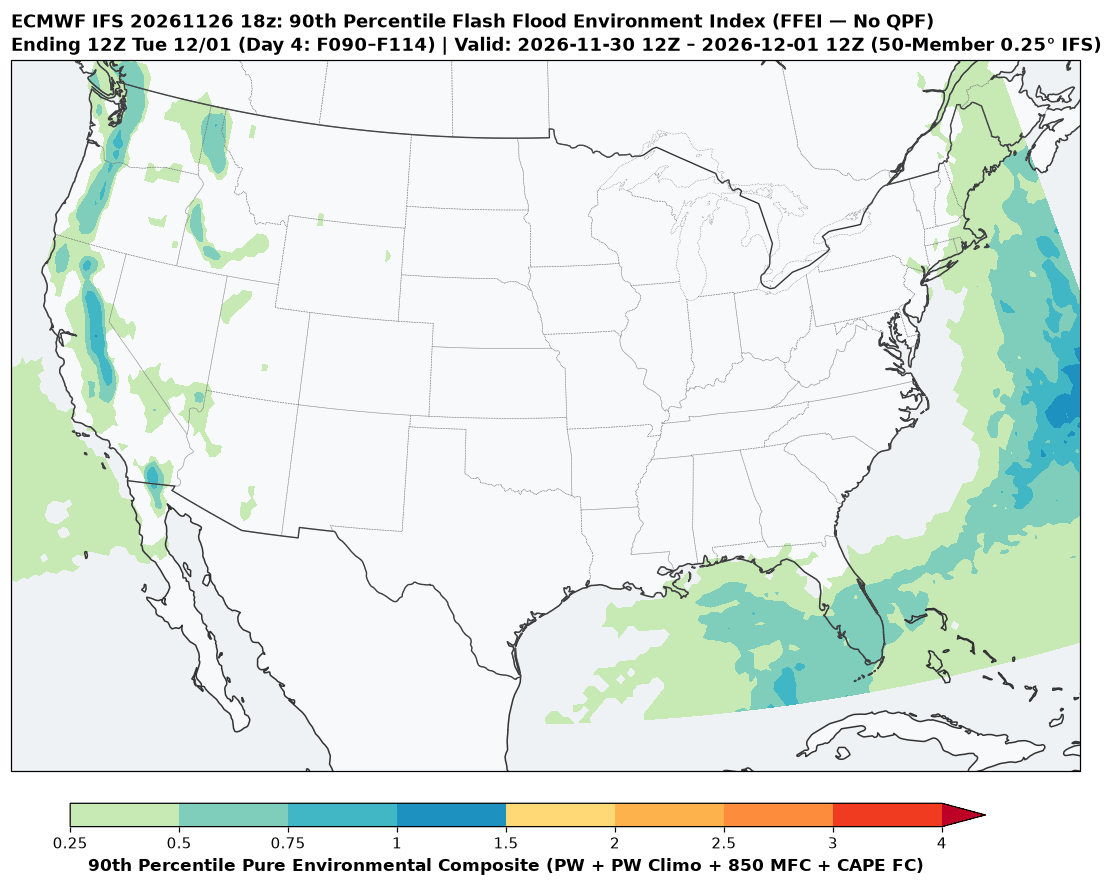 ECMWF IFS 20261126 18z: 90th Percentile Flash Flood Environment Index (FFEI — No QPF)
Ending 12Z Tue 12/01 (Day 4: F090–F114) | Valid: 2026-11-30 12Z – 2026-12-01 12Z (50-Member 0.25° IFS)
0.25 0.5 0.75 1 1.5 2 2.5 3 4
90th Percentile Pure Environmental Composite (PW + PW Climo + 850 MFC + CAPE FC)